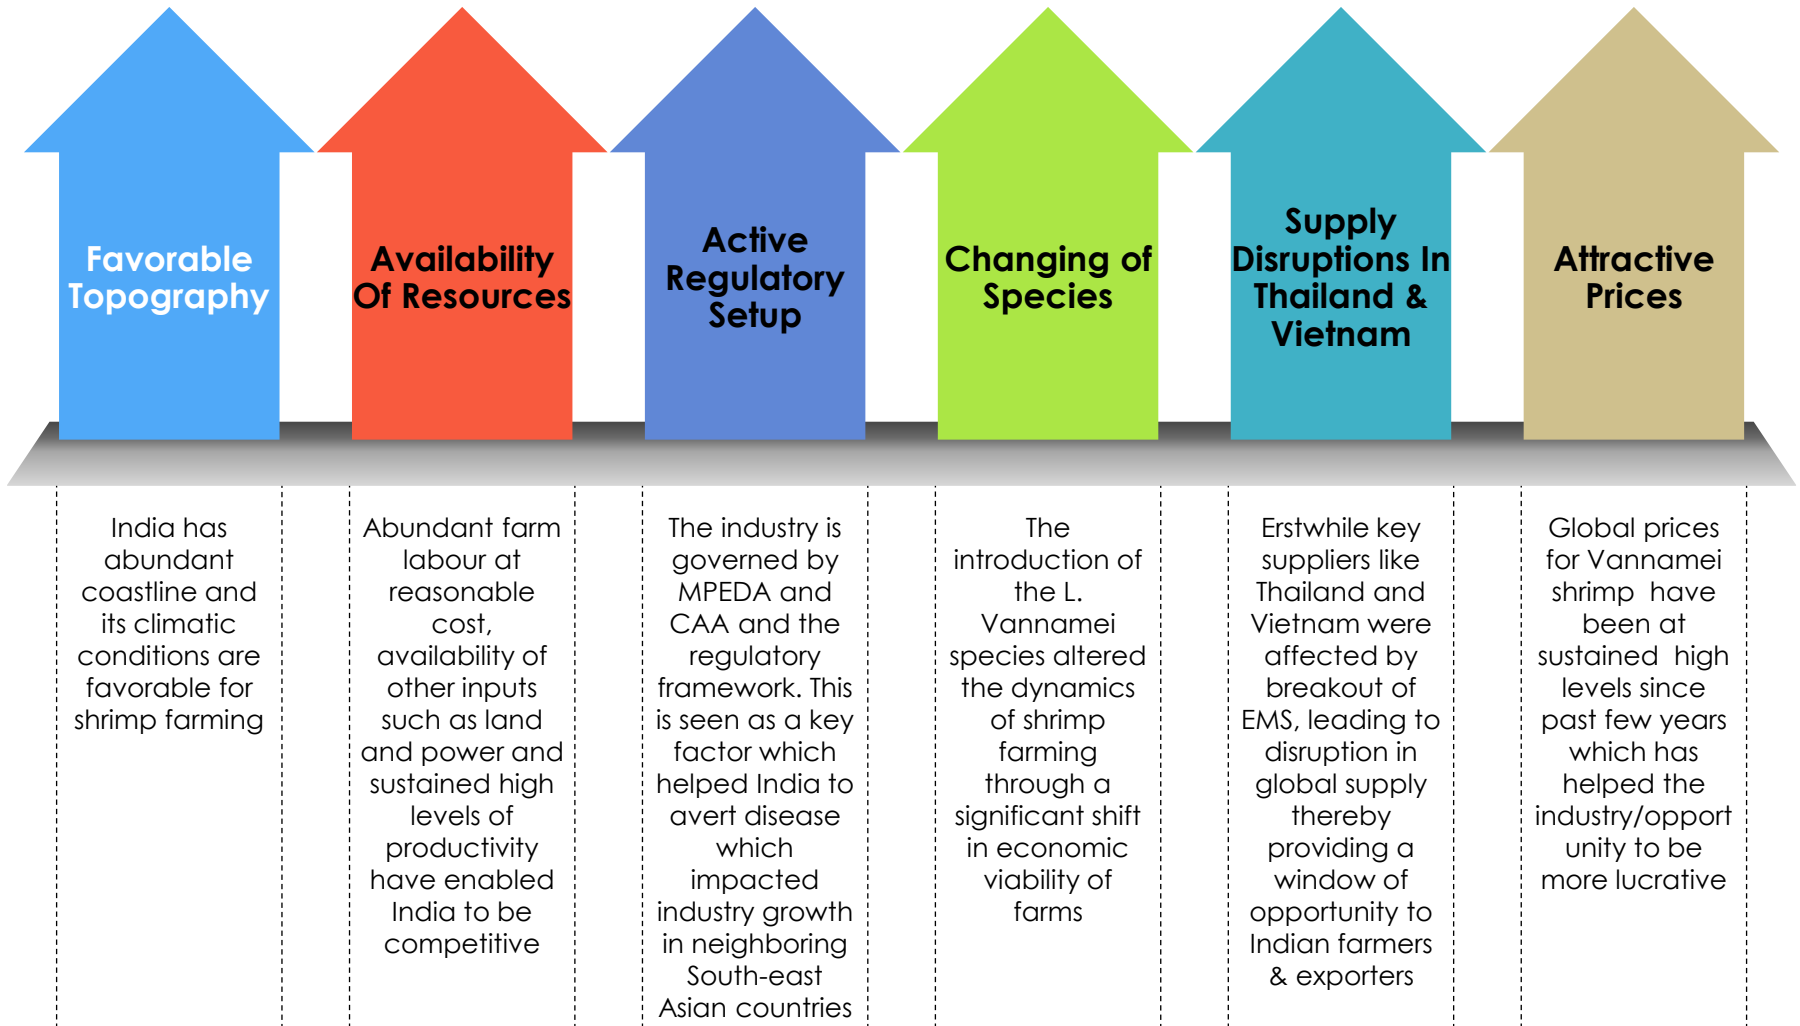 Favorable
Topography
Availability
Of Resources
Active
Regulatory
Setup
Changing of
Species
Supply
Disruptions In
Thailand &
Vietnam
Attractive
Prices
India has
abundant
coastline and
its climatic
conditions are
favorable for
shrimp farming
Abundant farm
labour at
reasonable
cost,
availability of
other inputs
such as land
and power and
sustained high
levels of
productivity
have enabled
India to be
competitive
The industry is
governed by
MPEDA and
CAA and the
regulatory
framework. This
is seen as a key
factor which
helped India to
avert disease
which
impacted
industry growth
in neighboring
South-east
Asian countries
The
introduction of
the L.
Vannamei
species altered
the dynamics
of shrimp
farming
through a
significant shift
in economic
viability of
farms
Erstwhile key
suppliers like
Thailand and
Vietnam were
affected by
breakout of
EMS, leading to
disruption in
global supply
thereby
providing a
window of
opportunity to
Indian farmers
& exporters
Global prices
for Vannamei
shrimp  have
been at
sustained  high
levels since
past few years
which has
helped the
industry/opport
unity to be
more lucrative